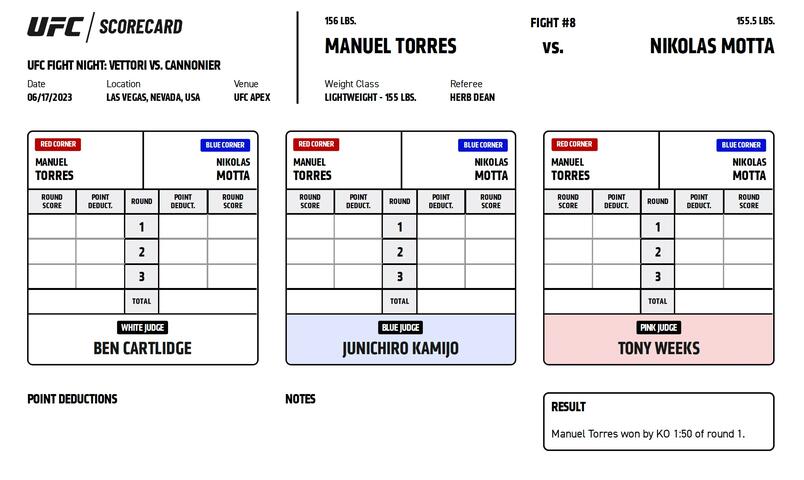 UFC SCORECARD
UFC FIGHT NIGHT: VETTORI VS. CANNONIER
Date Location Venue
06/17/2023 LAS VEGAS, NEVADA, USA UFC APEX
156 LBS. FIGHT #8 155.5 LBS.
MANUEL TORRES VS. NIKOLAS MOTTA
Weight Class Referee
LIGHTWEIGHT - 155 LBS. HERB DEAN
RED CORNER BLUE CORNER
MANUEL NIKOLAS
TORRES MOTTA
ROUND POINT ROUND POINT ROUND
SCORE DEDUCT. DEDUCT. SCORE
1
2
3
TOTAL
WHITE JUDGE
BEN CARTLIDGE
RED CORNER BLUE CORNER
MANUEL NIKOLAS
TORRES MOTTA
ROUND POINT ROUND POINT ROUND
SCORE DEDUCT. DEDUCT. SCORE
1
2
3
TOTAL
BLUE JUDGE
JUNICHIRO KAMIJO
RED CORNER BLUE CORNER
MANUEL NIKOLAS
TORRES MOTTA
ROUND POINT ROUND POINT ROUND
SCORE DEDUCT. DEDUCT. SCORE
1
2
3
TOTAL
PINK JUDGE
TONY WEEKS
POINT DEDUCTIONS
NOTES
RESULT
Manuel Torres won by KO 1:50 of round 1.